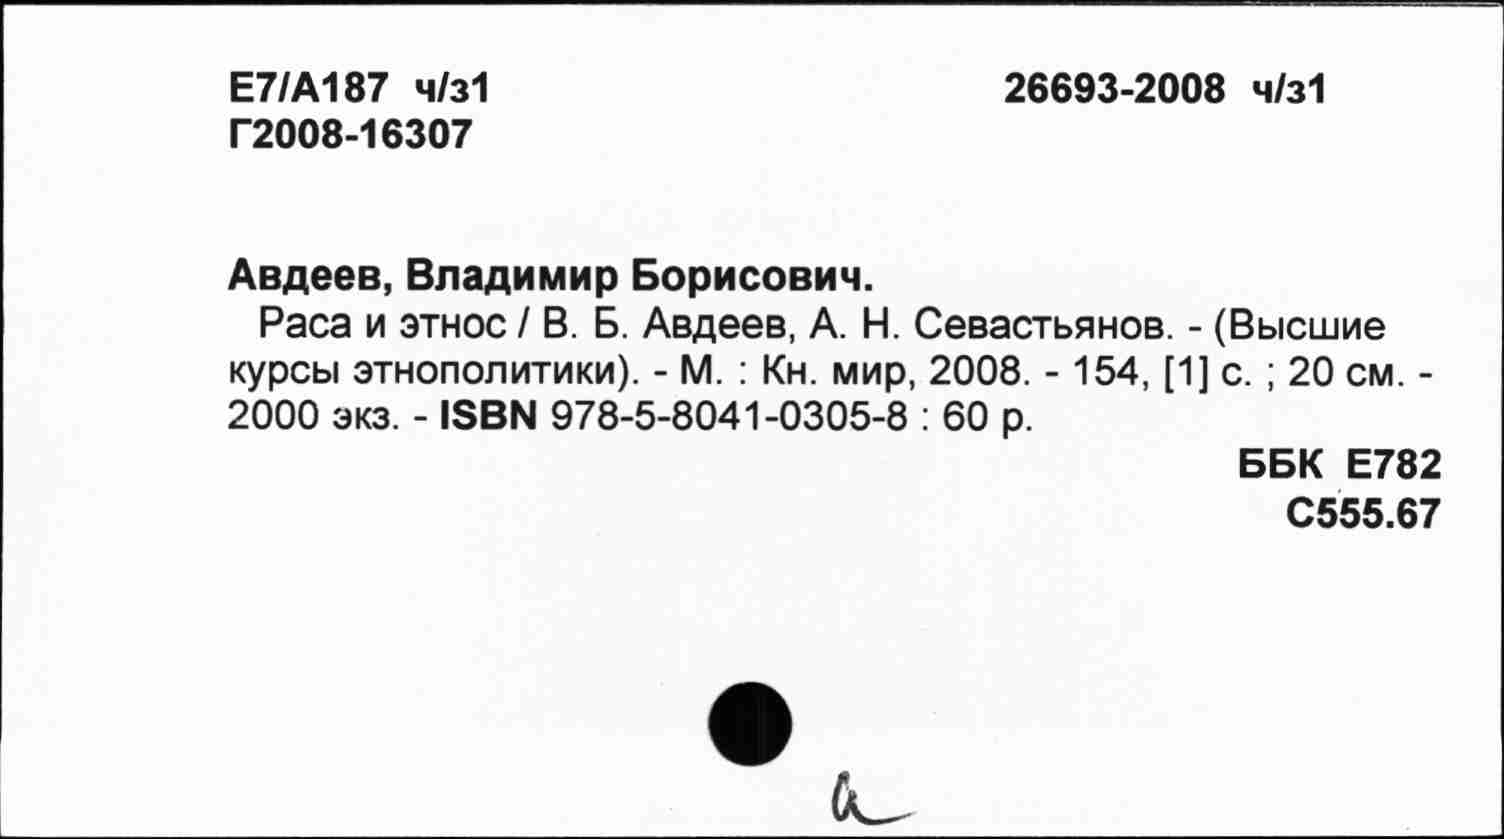 Е7/А187 ч/з1
26693-2008 ч/з1
Г2008-16307
Авдеев, Владимир Борисович.
Раса и этнос / В. Б. Авдеев, А. Н. Севастьянов. - (Высшие
курсы этнополитики). - М. : Кн. мир, 2008. - 154, [1] с. ; 20 см. -
2000 экз. - ISBN 978-5-8041-0305-8 : 60 р.
ББК Е782
С555.67
а